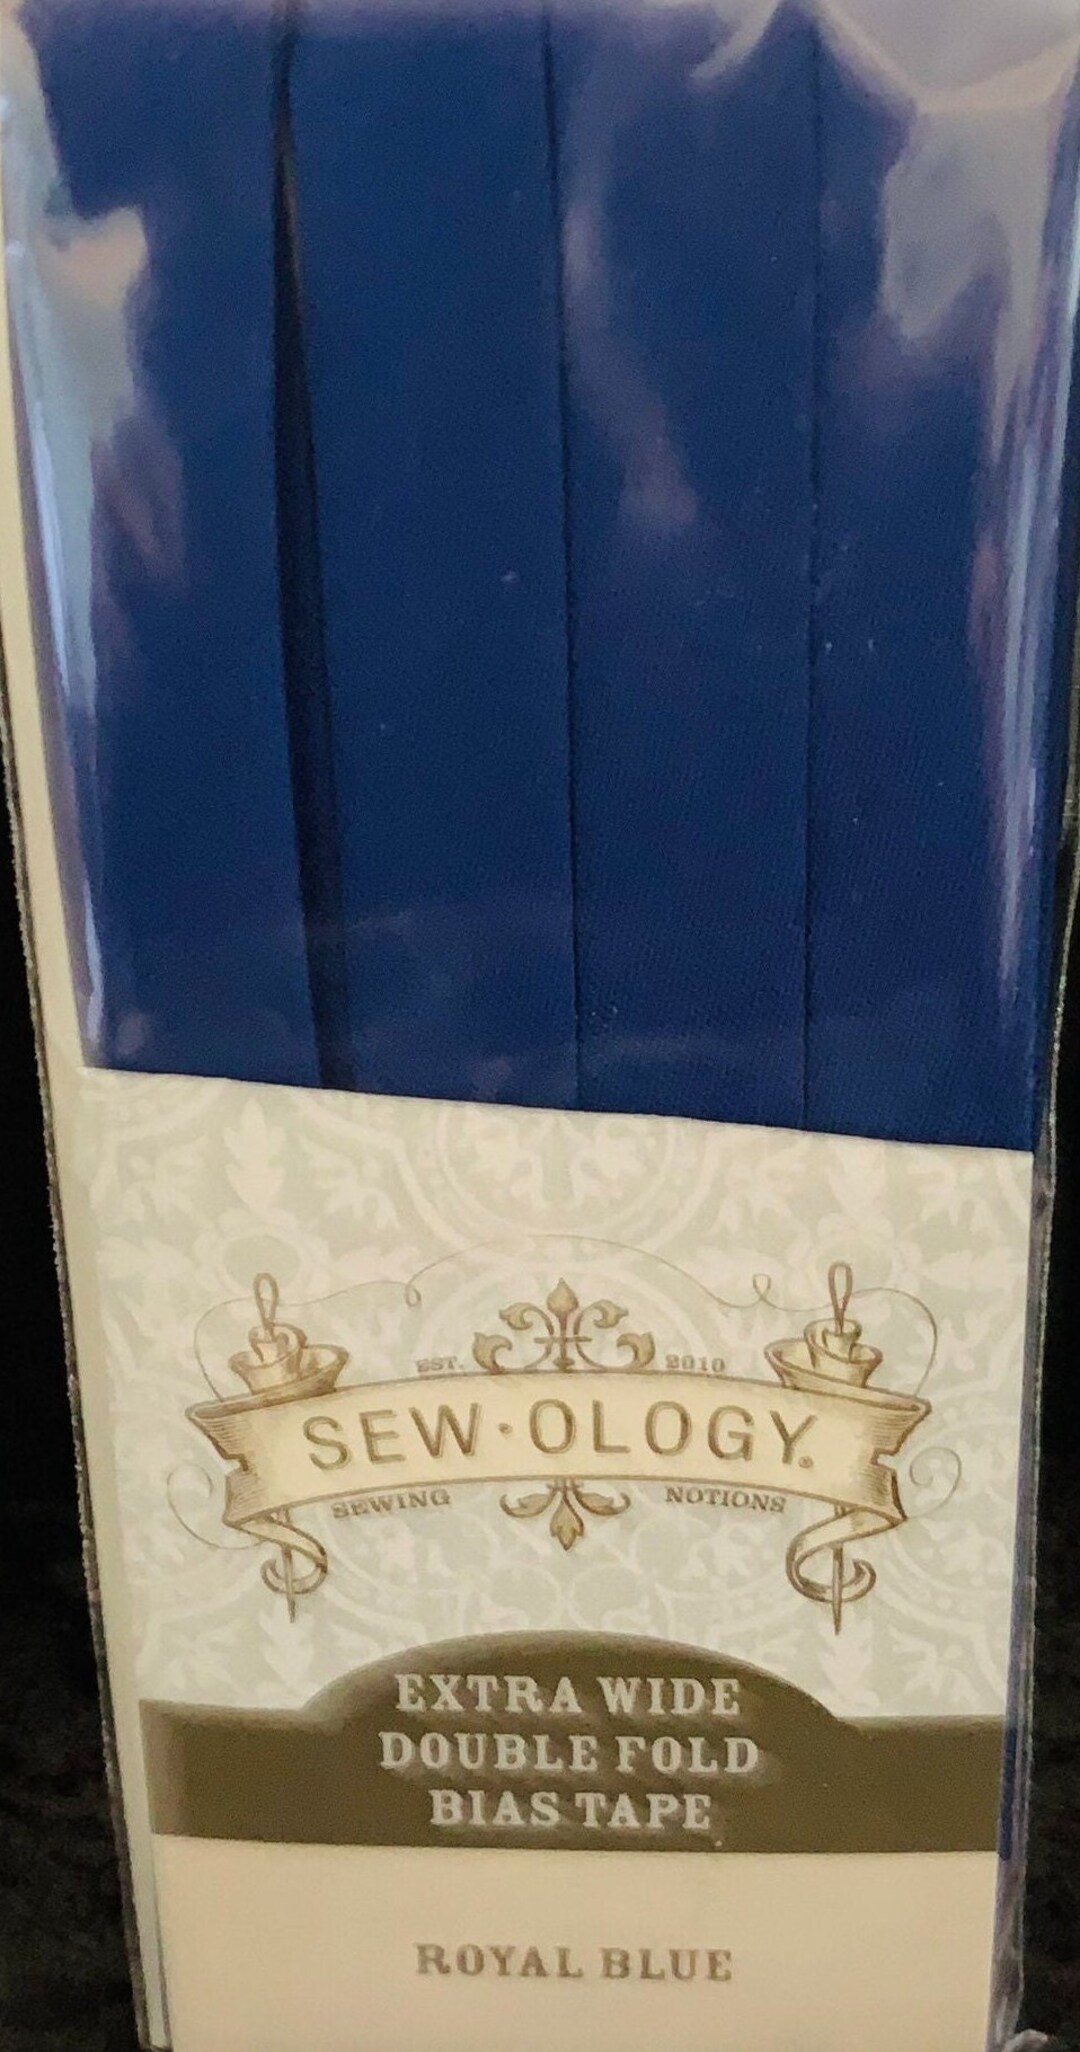 EST. 2010
SEW·OLOGY®
SEWING NOTIONS
EXTRA WIDE
DOUBLE FOLD
BIAS TAPE
ROYAL BLUE